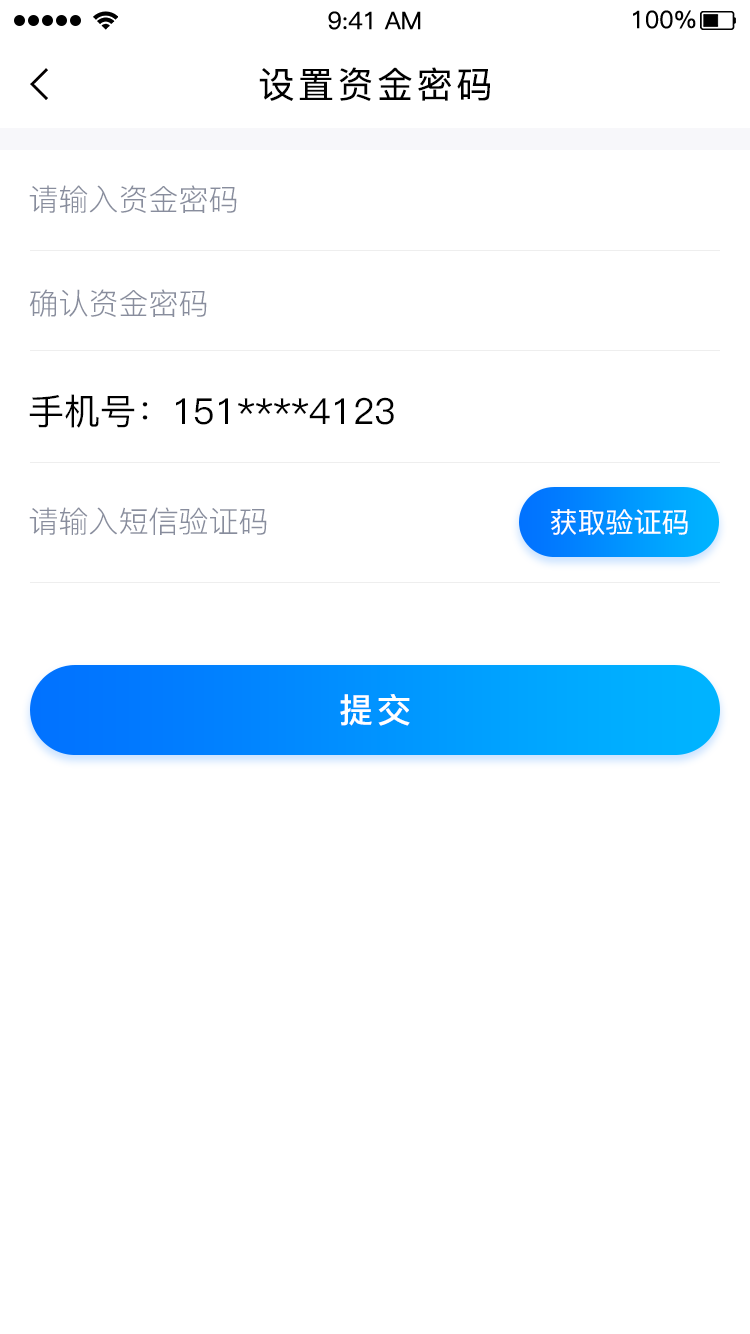 9:41 AM 100%
设置资金密码
请输入资金密码
确认资金密码
手机号：151****4123
请输入短信验证码 获取验证码
提交